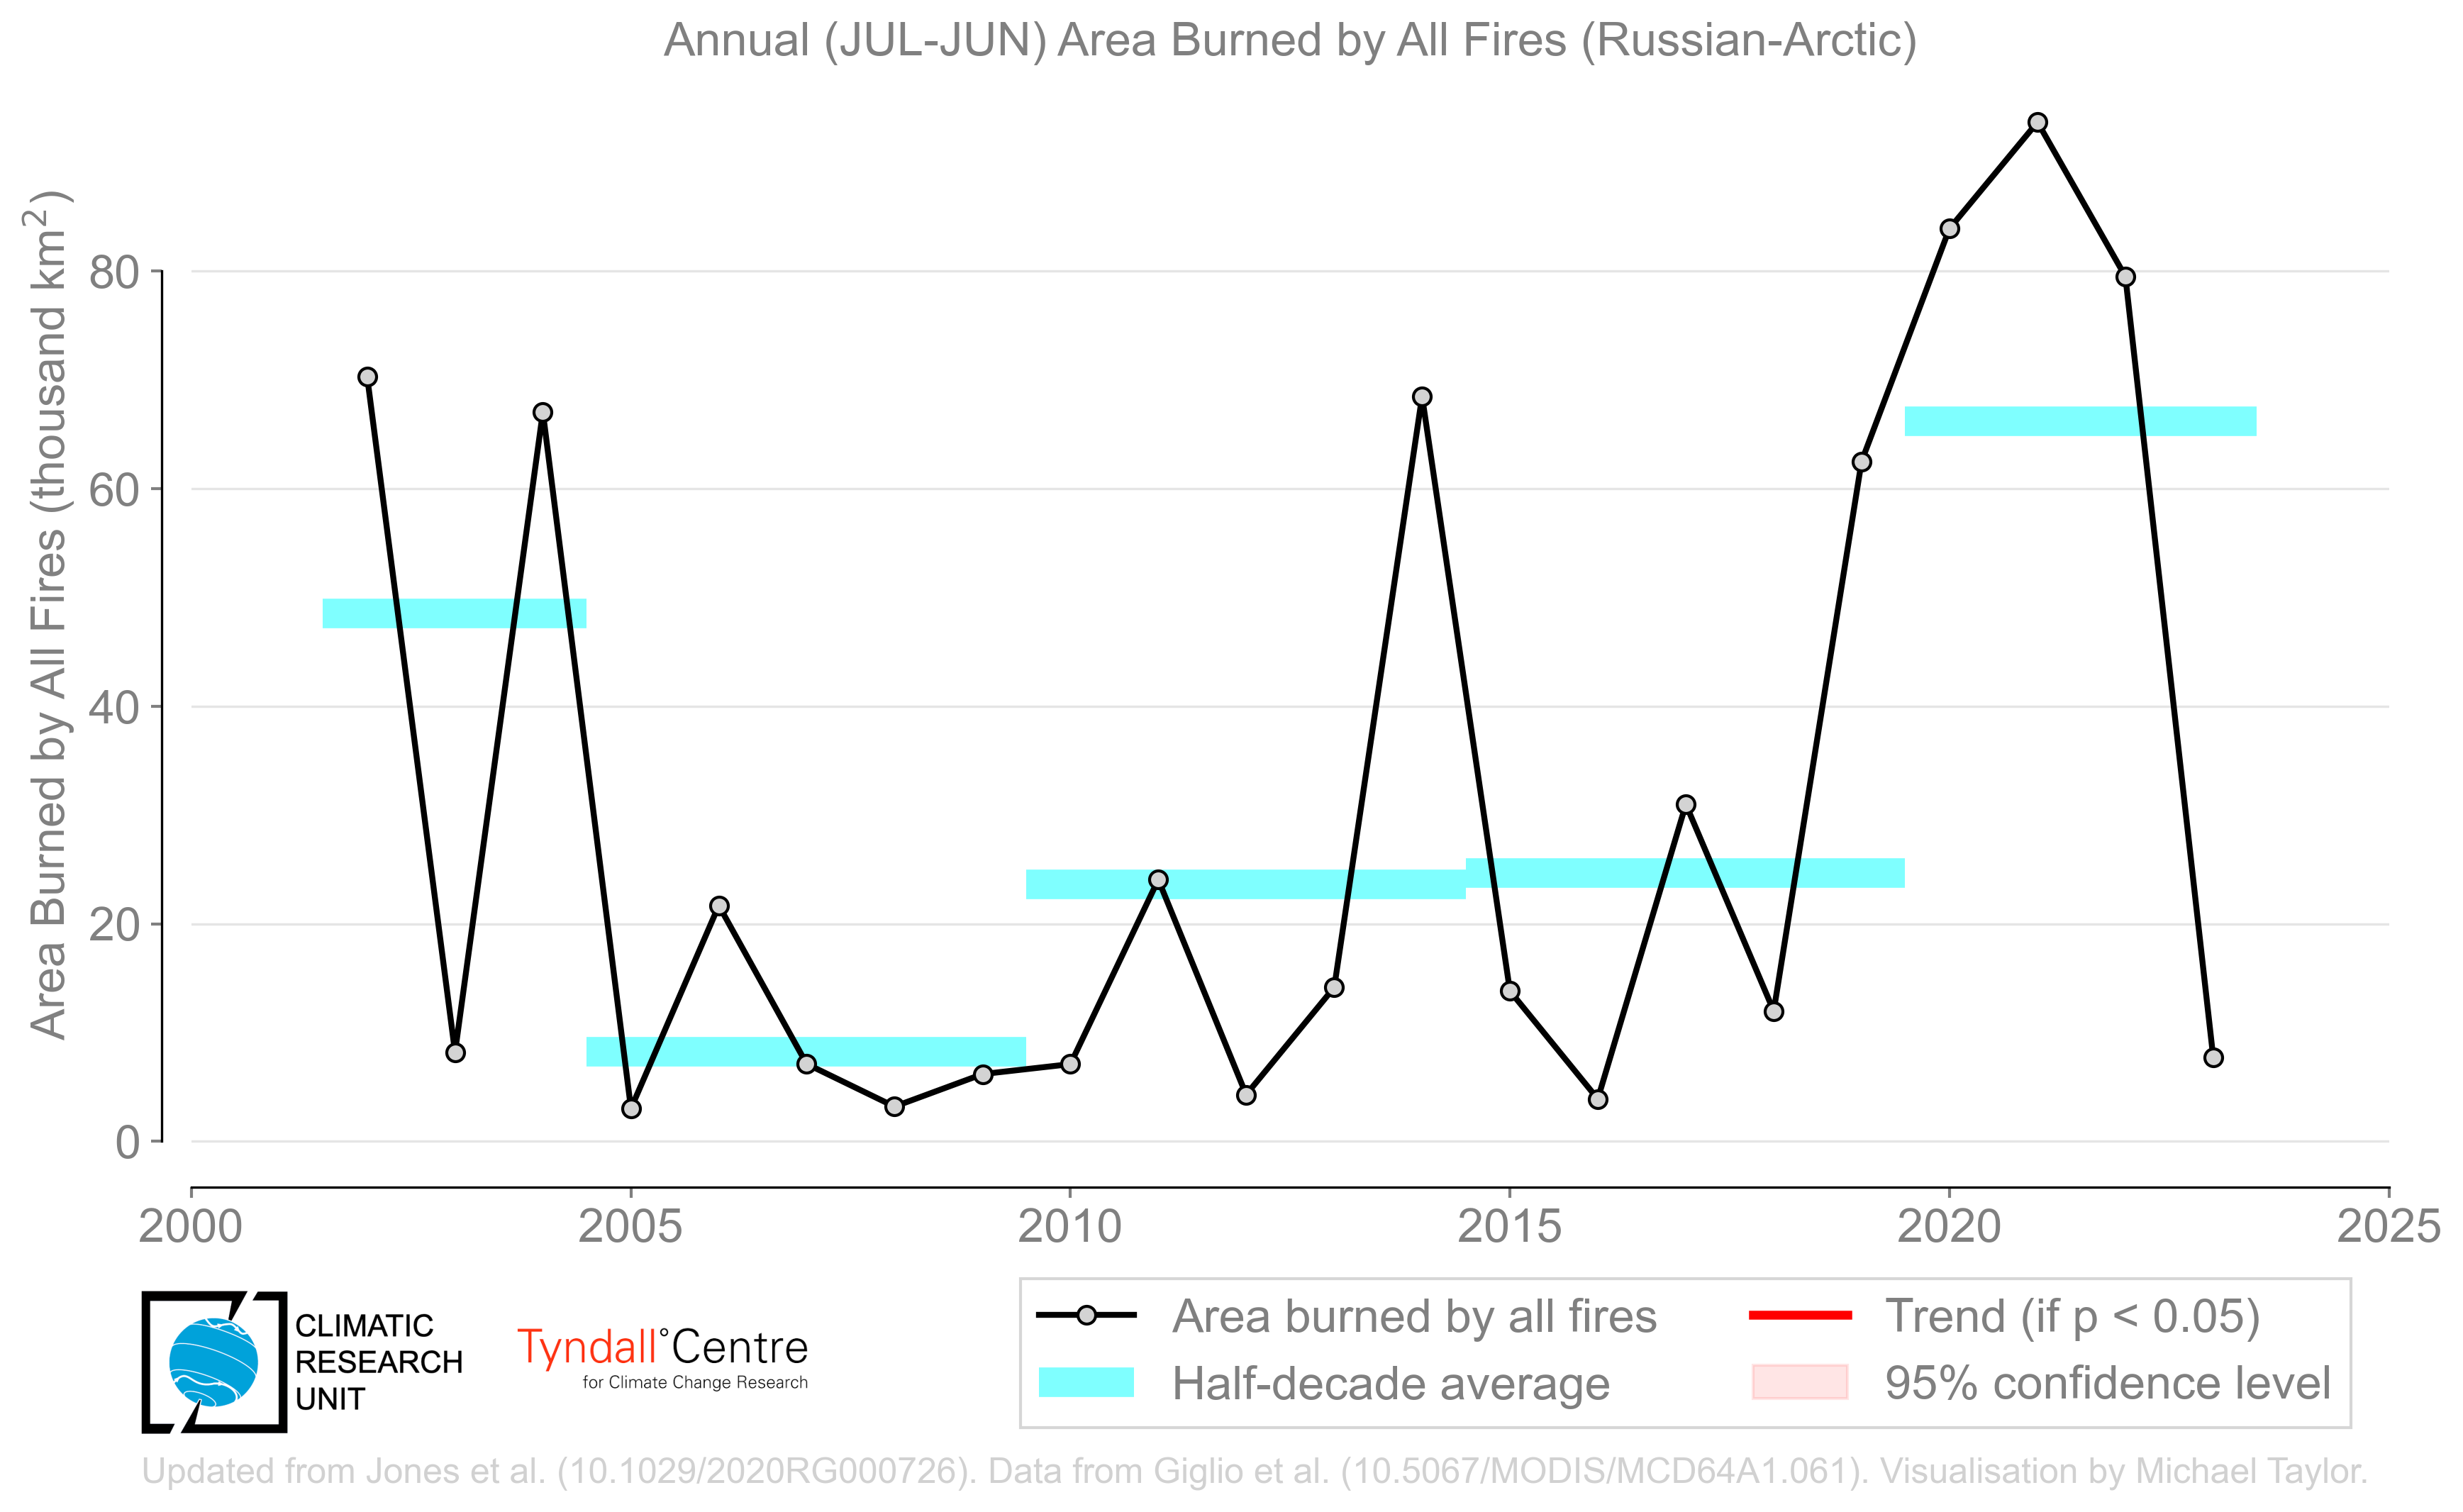 Annual (JUL-JUN) Area Burned by All Fires (Russian-Arctic)
Area Burned by All Fires (thousand km²)
80
60
40
20
0
2000 2005 2010 2015 2020 2025
CLIMATIC
RESEARCH
UNIT
Tyndall°Centre
for Climate Change Research
Area burned by all fires
Half-decade average
Trend (if p < 0.05)
95% confidence level
Updated from Jones et al. (10.1029/2020RG000726). Data from Giglio et al. (10.5067/MODIS/MCD64A1.061). Visualisation by Michael Taylor.